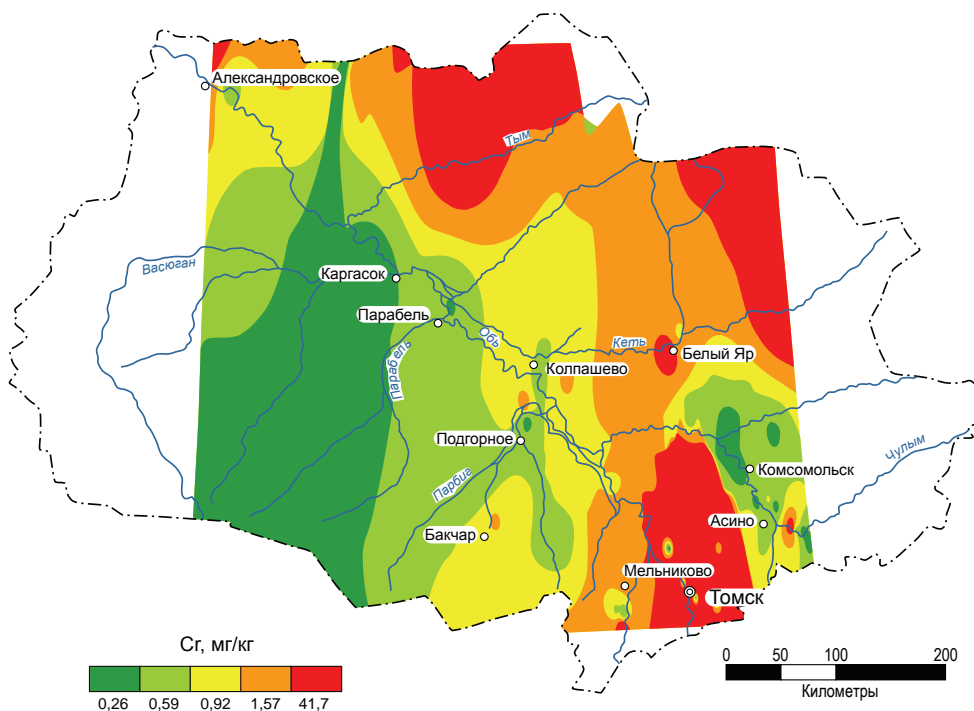 Александровское
Тым
Васюган
Каргасок
Парабель
Обь
Кеть
Белый Яр
Парабель
Колпашево
Подгорное
Комсомольск
Чулым
Парбиг
Бакчар
Асино
Мельниково
Томск
Cr, мг/кг
0,26 0,59 0,92 1,57 41,7
0 50 100 200
Километры